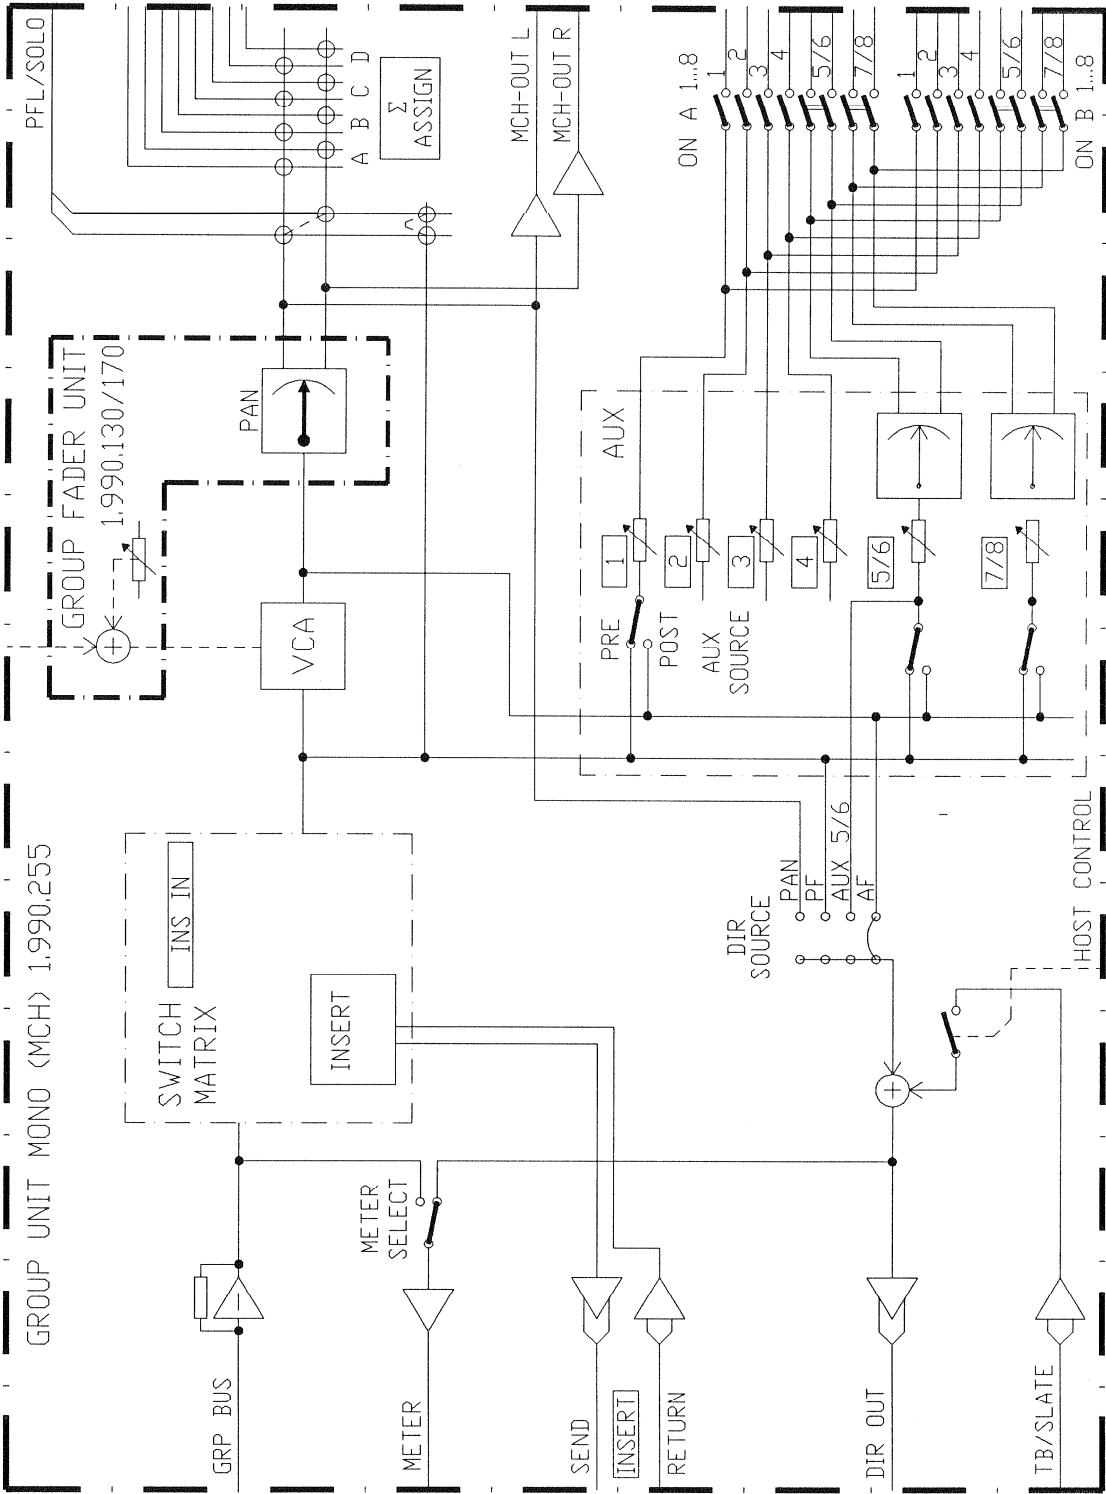 GROUP UNIT MONO (MCH) 1.990.255
GROUP FADER UNIT
1.990.130/170
PFL/SOLO
PAN
VCA
A B C D
Σ
ASSIGN
SWITCH
MATRIX
INS IN
INSERT
GRP BUS
METER
SELECT
METER
MCH-OUT L
MCH-OUT R
SEND
INSERT
RETURN
AUX
1
2
3
4
5/6
7/8
PRE
POST
AUX
SOURCE
ON A 1...8
1
2
3
4
5/6
7/8
ON B 1...8
1
2
3
4
5/6
7/8
DIR
SOURCE
PAN
PF
AUX 5/6
AF
DIR OUT
TB/SLATE
HOST CONTROL